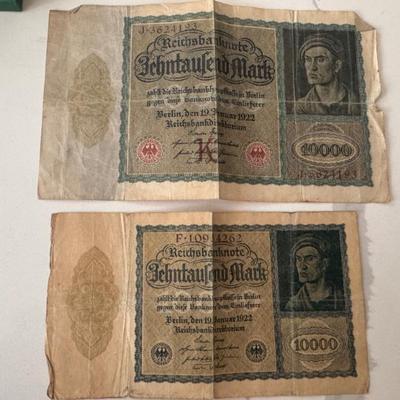 J·3624193
Reichsbanknote
Zehntausend Mark
zahlt die Reichsbankhauptkasse in Berlin
gegen diese Banknote dem Einlieferer
Berlin, den 19. Januar 1922
Reichsbankdirektorium
K
10000
J·3624193
F·10914262
Reichsbanknote
Zehntausend Mark
zahlt die Reichsbankhauptkasse in Berlin
gegen diese Banknote dem Einlieferer
Berlin, den 19. Januar 1922
Reichsbankdirektorium
10000